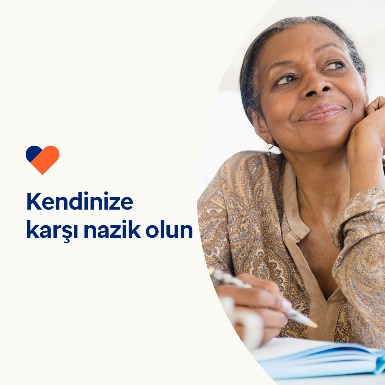 Kendinize
karşı nazik olun